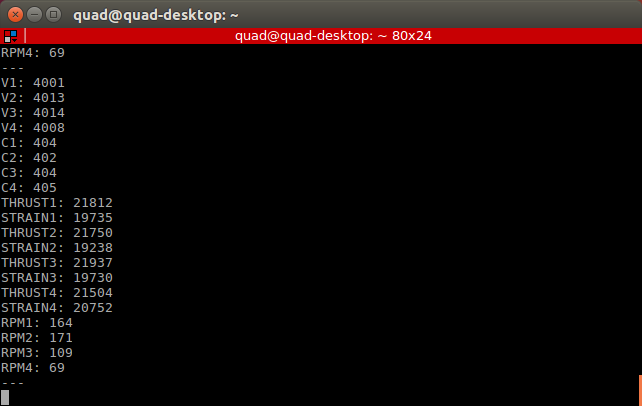 quad@quad-desktop: ~
quad@quad-desktop: ~ 80x24
RPM4: 69
---
V1: 4001
V2: 4013
V3: 4014
V4: 4008
C1: 404
C2: 402
C3: 404
C4: 405
THRUST1: 21812
STRAIN1: 19735
THRUST2: 21750
STRAIN2: 19238
THRUST3: 21937
STRAIN3: 19730
THRUST4: 21504
STRAIN4: 20752
RPM1: 164
RPM2: 171
RPM3: 109
RPM4: 69
---